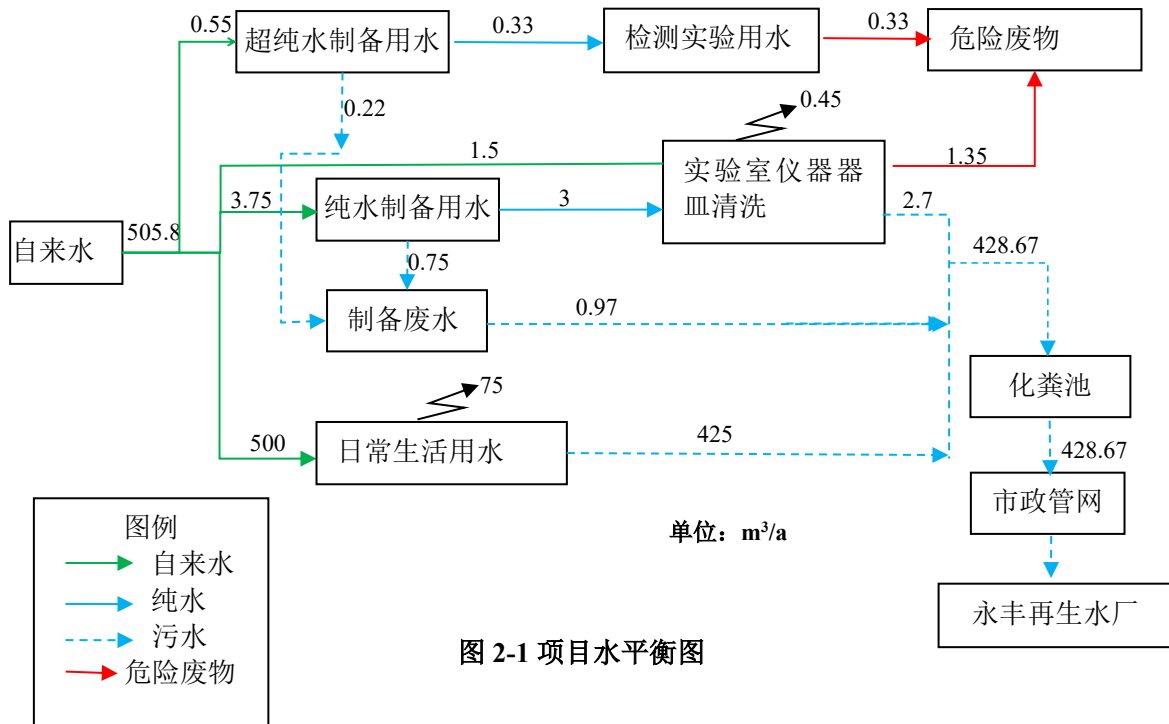 0.55
超纯水制备用水
0.33
检测实验用水
0.33
危险废物
0.22
0.45
1.5
实验室仪器器
皿清洗
1.35
3.75
纯水制备用水
3
2.7
自来水
505.8
0.75
428.67
制备废水
0.97
75
化粪池
500
日常生活用水
425
428.67
市政管网
单位：m³/a
永丰再生水厂
图例
自来水
纯水
污水
危险废物
图 2-1 项目水平衡图